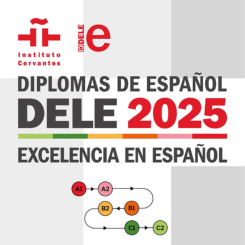 Instituto
Cervantes
DELE
e
DIPLOMAS DE ESPAÑOL
DELE 2025
EXCELENCIA EN ESPAÑOL
A1 A2
B2 B1
C1 C2